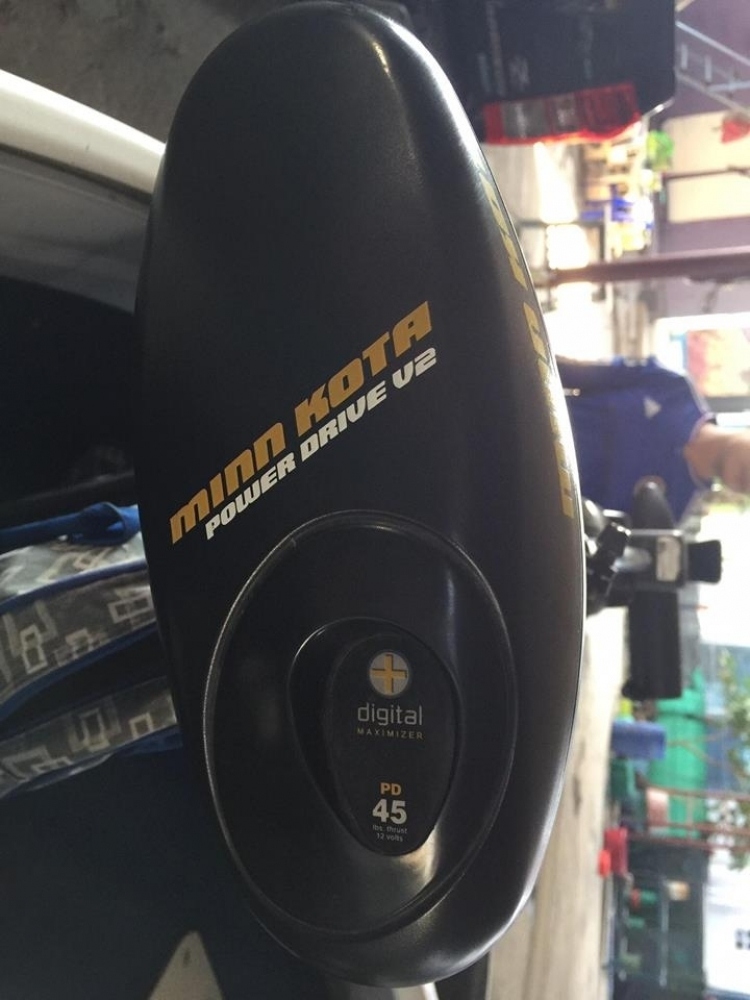 MINN KOTA
POWER DRIVE V2
digital
MAXIMIZER
PD
45
lbs. thrust
12 volts